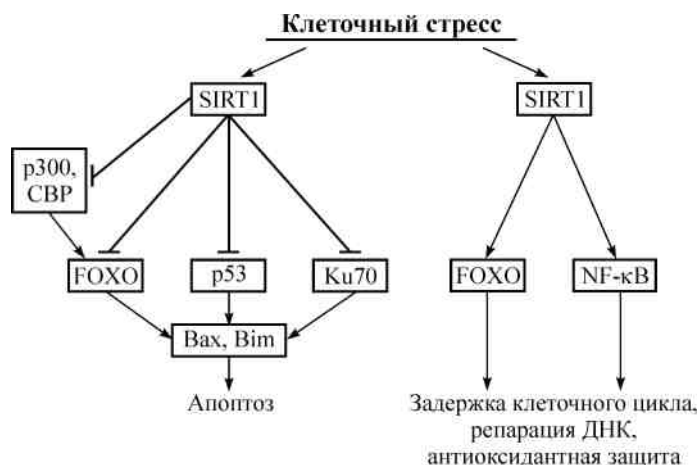 Клеточный стресс
SIRT1
SIRT1
p300,
CBP
FOXO
p53
Ku70
FOXO
NF-κB
Bax, Bim
Апоптоз
Задержка клеточного цикла,
репарация ДНК,
антиоксидантная защита